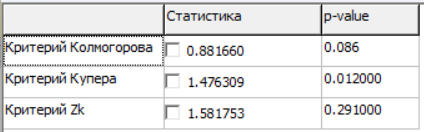 Статистика p-value
Критерий Колмогорова 0.881660 0.086
Критерий Купера 1.476309 0.012000
Критерий Zk 1.581753 0.291000